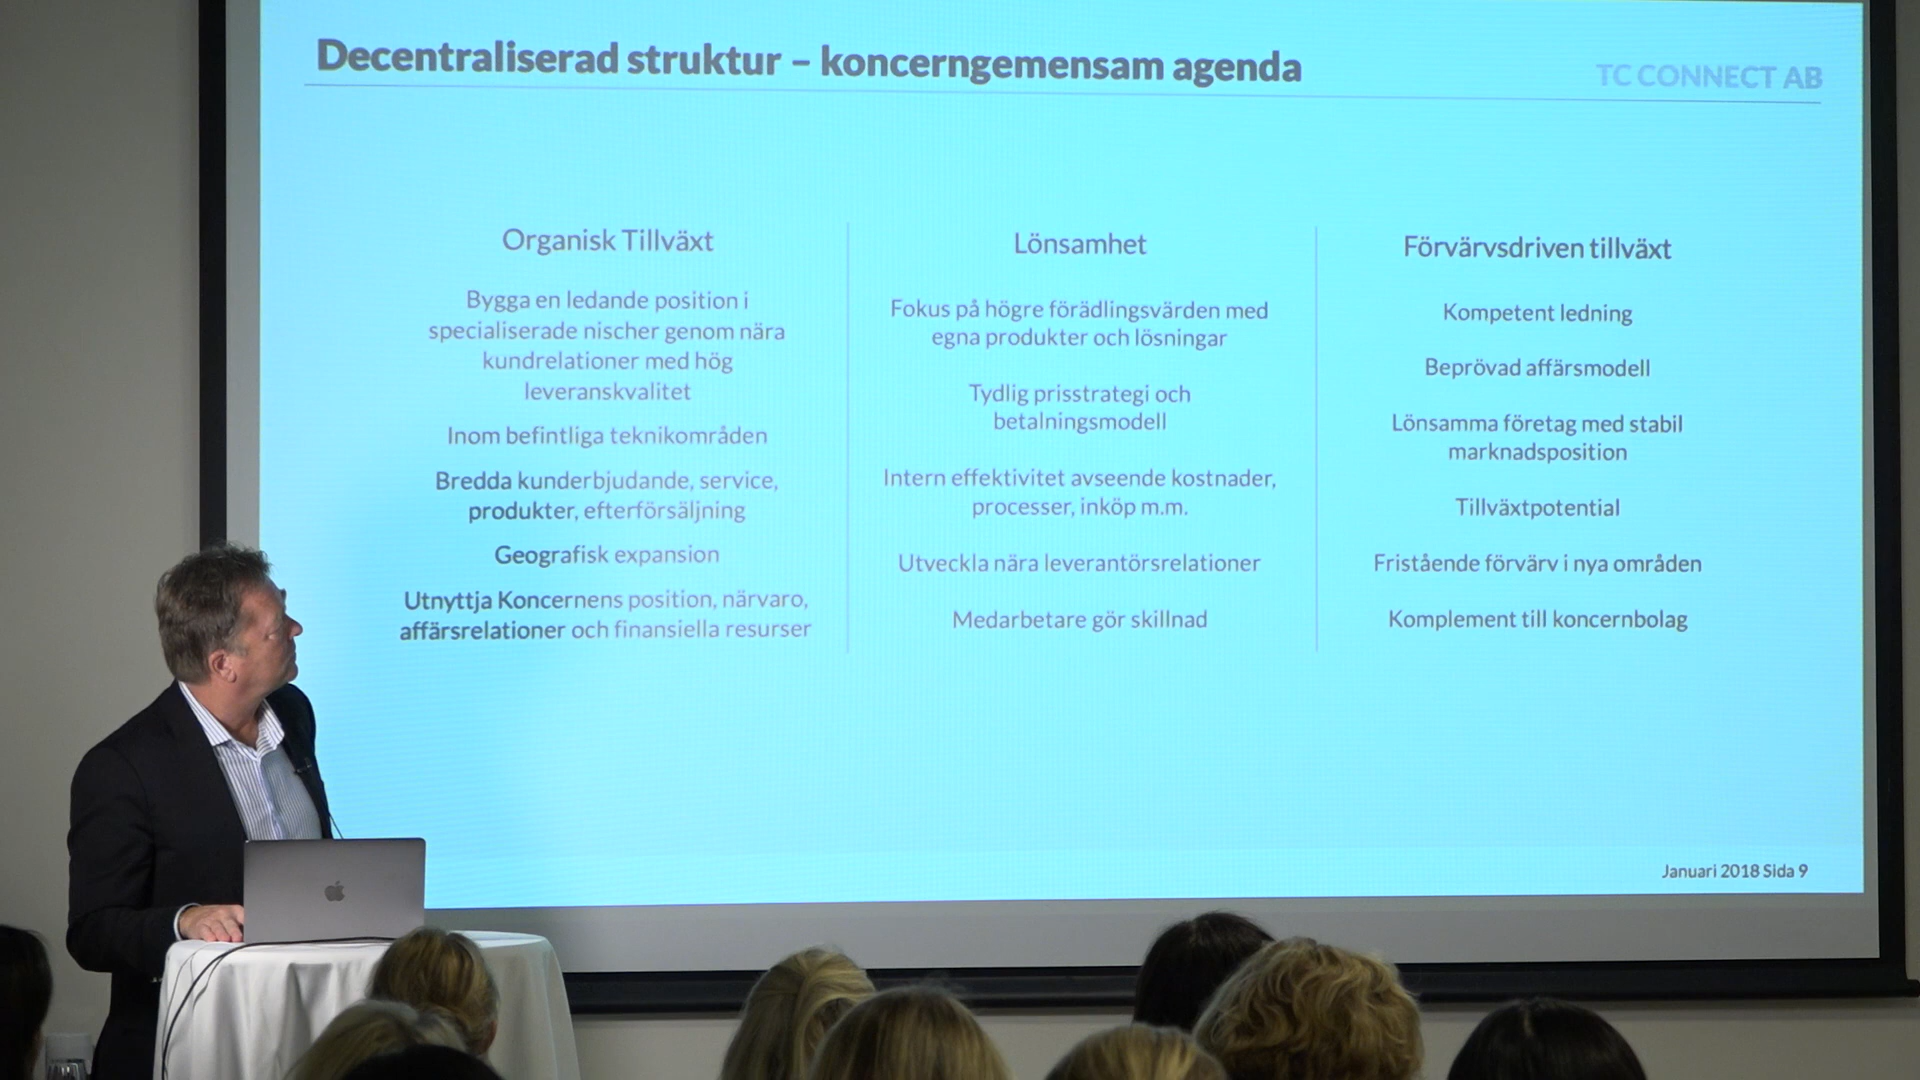 Decentraliserad struktur – koncerngemensam agenda
TC CONNECT AB
Organisk Tillväxt
Bygga en ledande position i
specialiserade nischer genom nära
kundrelationer med hög
leveranskvalitet
Inom befintliga teknikområden
Bredda kunderbjudande, service,
produkter, efterförsäljning
Geografisk expansion
Utnyttja Koncernens position, närvaro,
affärsrelationer och finansiella resurser
Lönsamhet
Fokus på högre förädlingsvärden med
egna produkter och lösningar
Tydlig prisstrategi och
betalningsmodell
Intern effektivitet avseende kostnader,
processer, inköp m.m.
Utveckla nära leverantörsrelationer
Medarbetare gör skillnad
Förvärvsdriven tillväxt
Kompetent ledning
Beprövad affärsmodell
Lönsamma företag med stabil
marknadsposition
Tillväxtpotential
Fristående förvärv i nya områden
Komplement till koncernbolag
Januari 2018 Sida 9